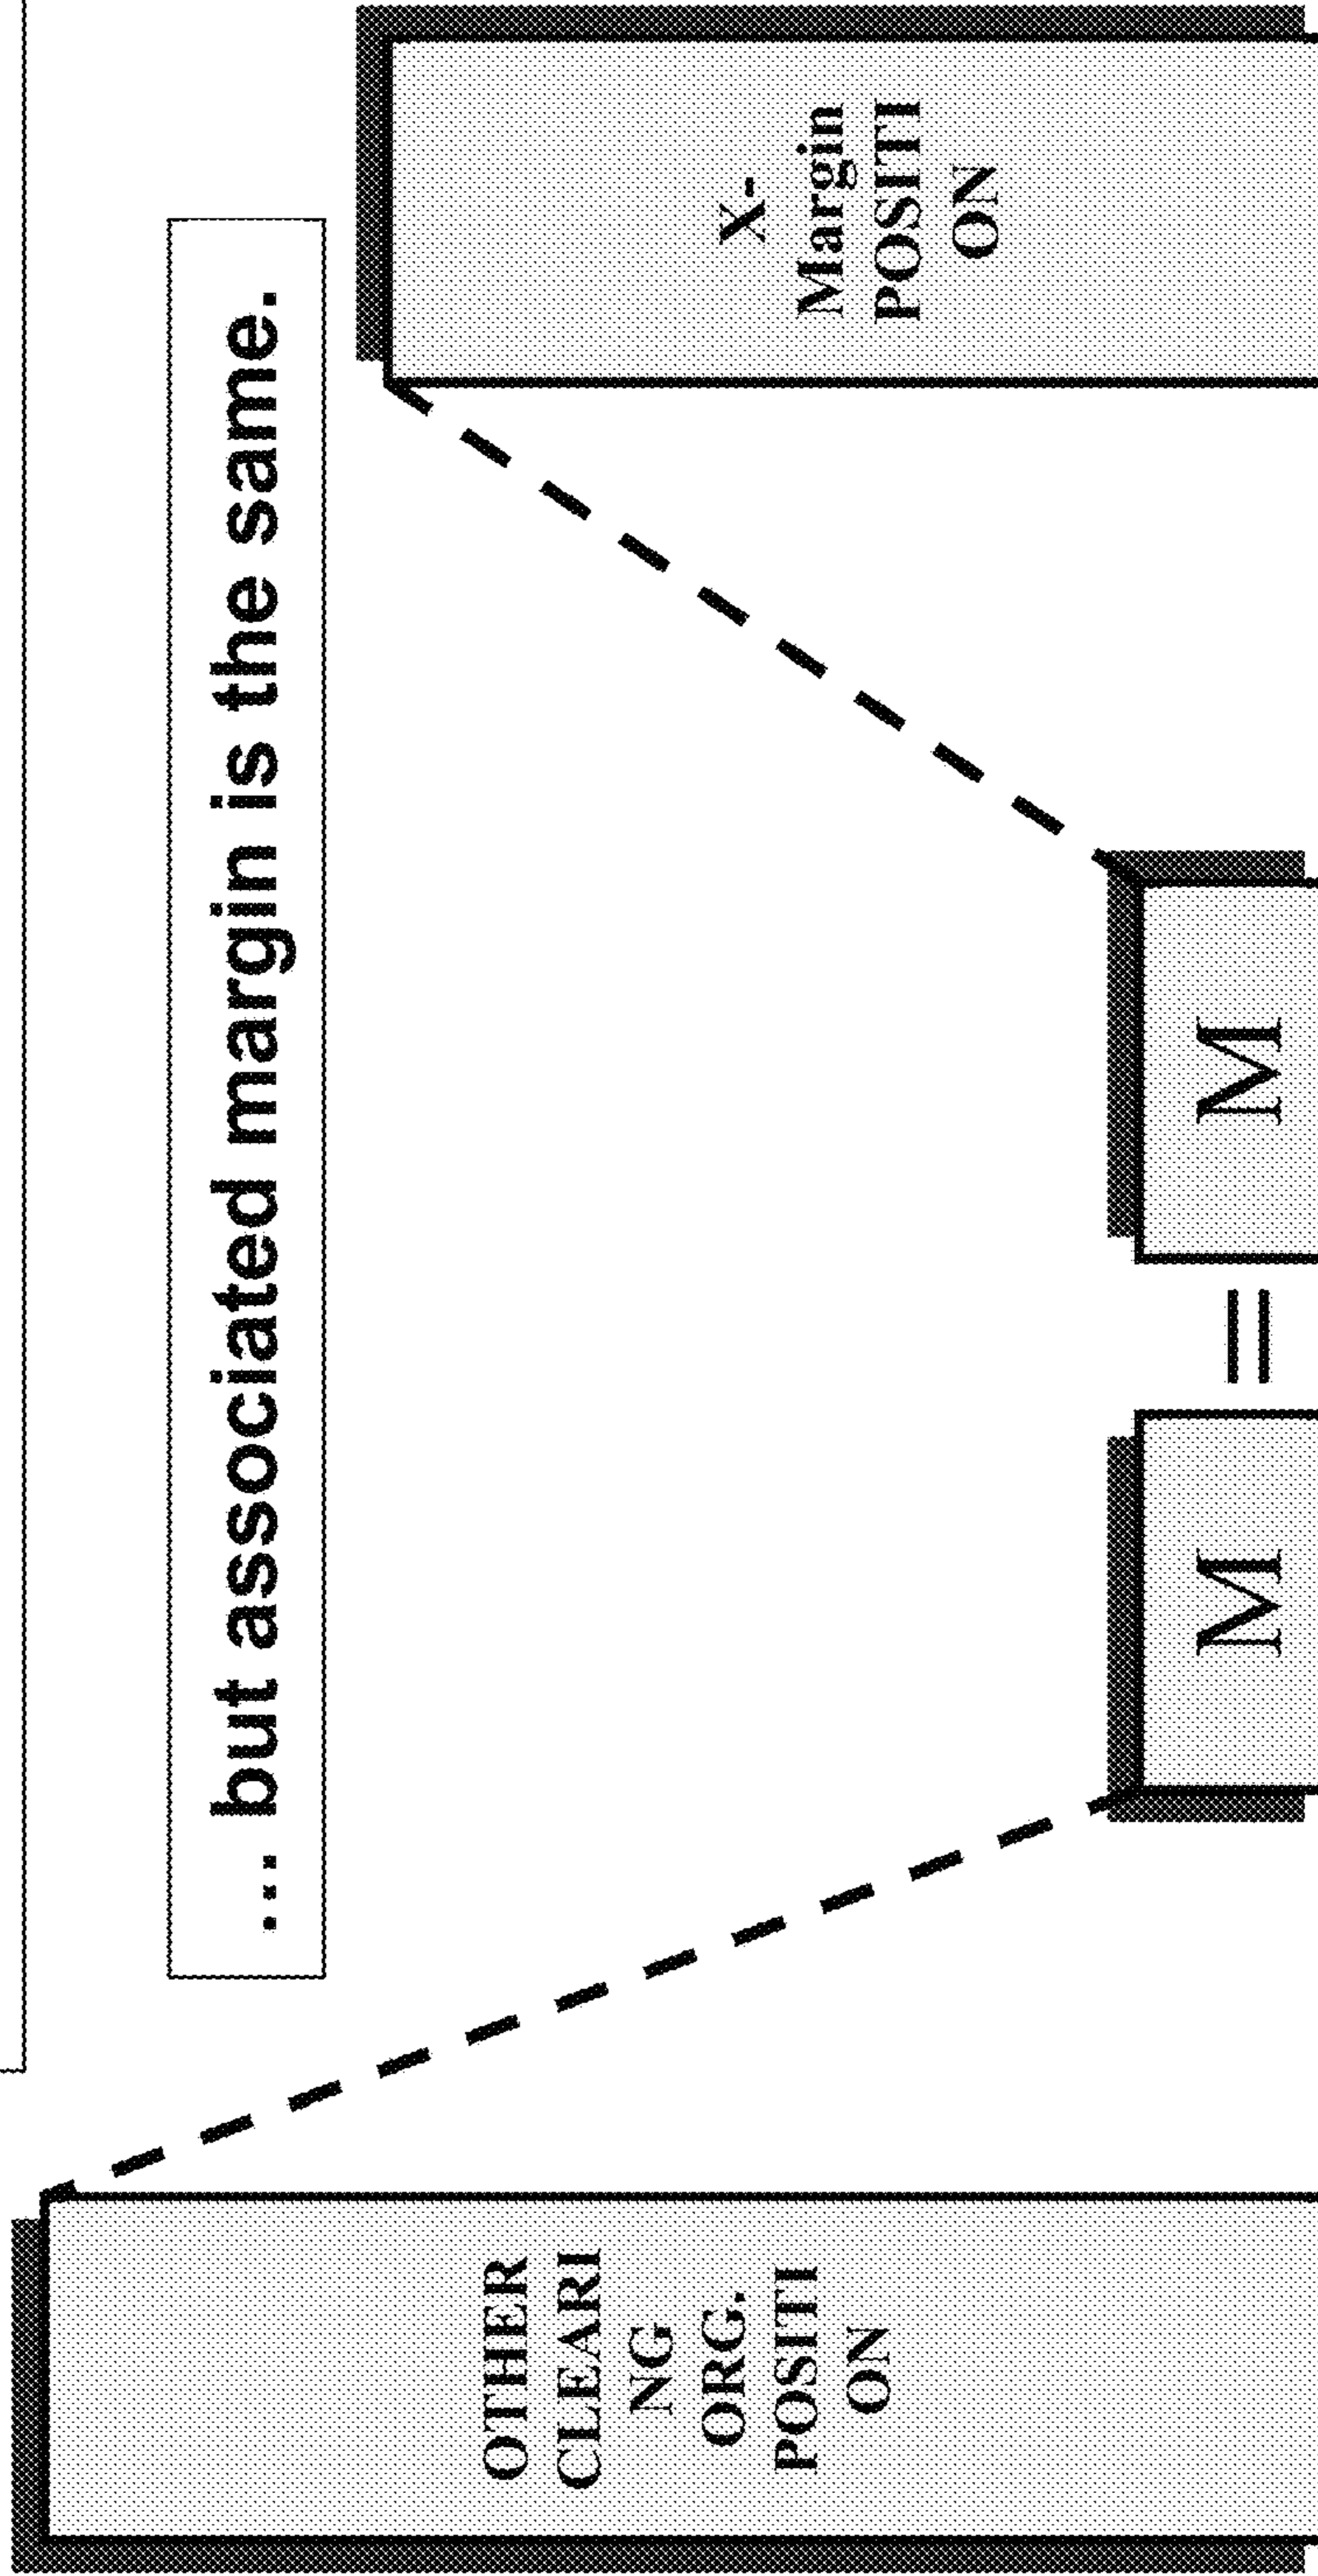 ... but associated margin is the same.
OTHER
CLEARI
NG
ORG.
POSITI
ON
M
=
M
X-
Margin
POSITI
ON